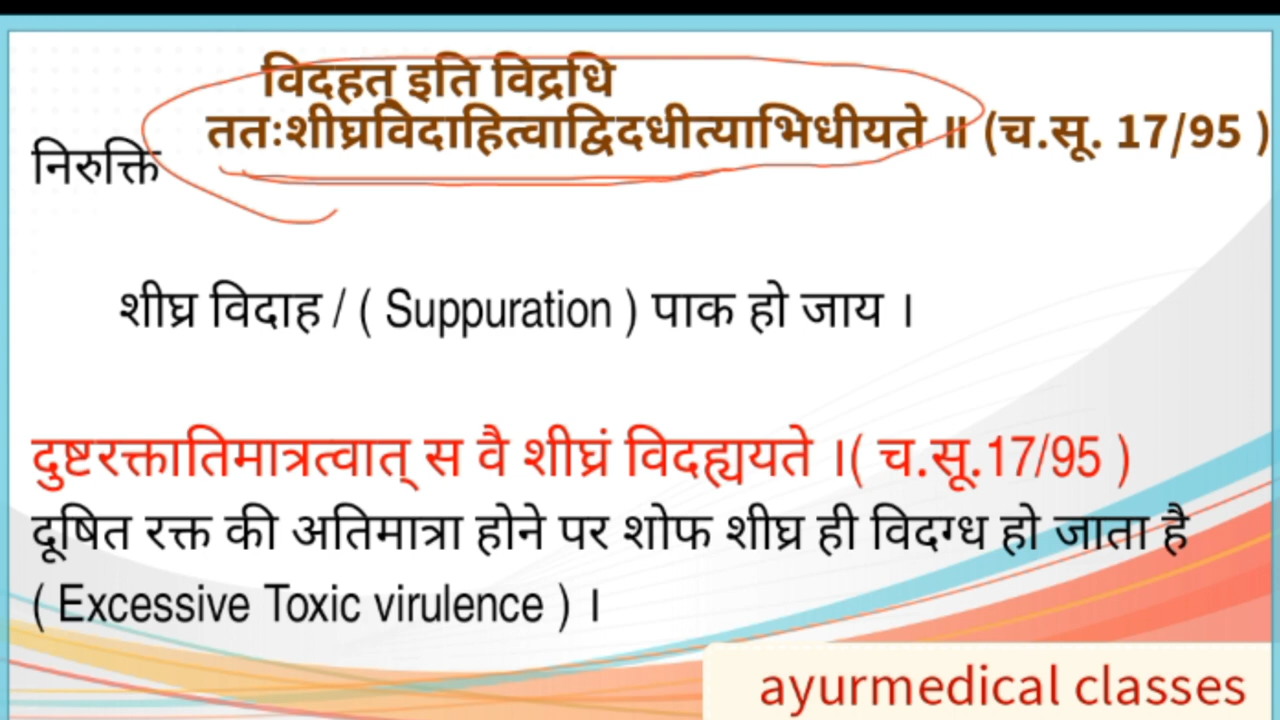 विदहत् इति विद्रधि
ततःशीघ्रविदाहित्वाद्विदधीत्याभिधीयते ॥ (च.सू. 17/95 )
निरुक्ति
शीघ्र विदाह / ( Suppuration ) पाक हो जाय ।
दुष्टरक्तातिमात्रत्वात् स वै शीघ्रं विदह्ययते ।( च.सू.17/95 )
दूषित रक्त की अतिमात्रा होने पर शोफ शीघ्र ही विदग्ध हो जाता है
( Excessive Toxic virulence ) ।
ayurmedical classes